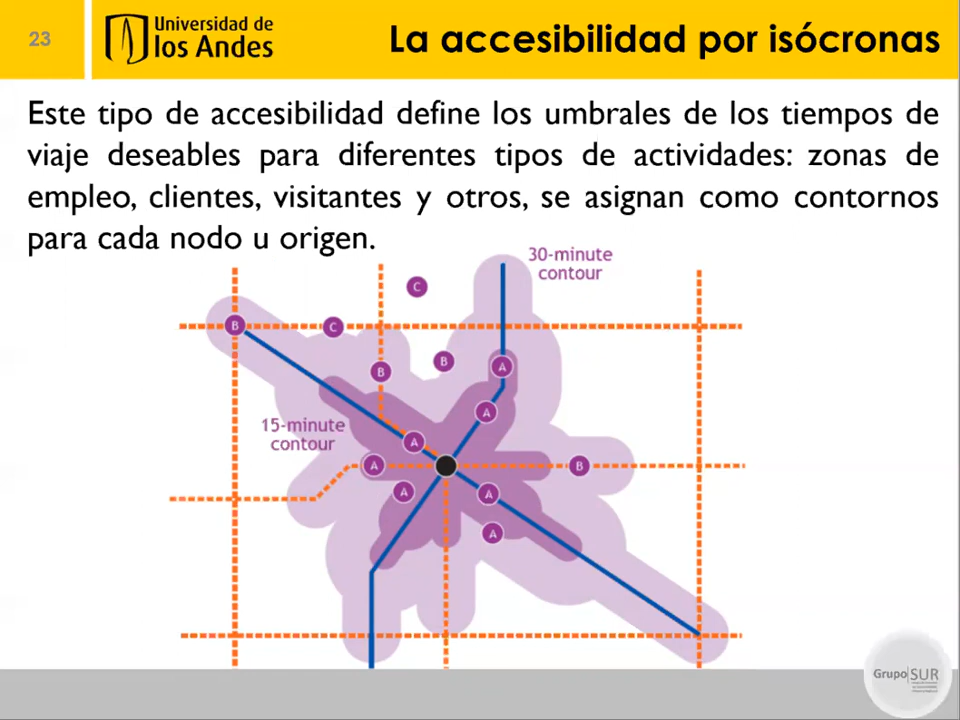 23
Universidad de
los Andes
La accesibilidad por isócronas
Este tipo de accesibilidad define los umbrales de los tiempos de
viaje deseables para diferentes tipos de actividades: zonas de
empleo, clientes, visitantes y otros, se asignan como contornos
para cada nodo u origen.
30-minute
contour
C
B
C
B
B
A
A
15-minute
contour
A
A
B
A
A
A
Grupo|SUR